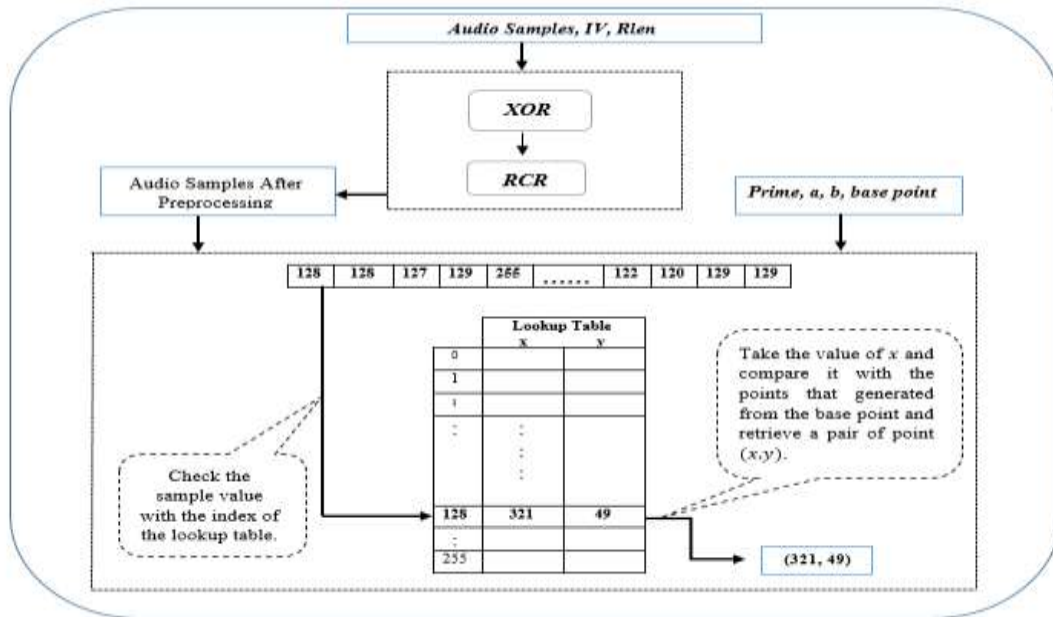 Audio Samples, IV, Rlen
XOR
RCR
Audio Samples After
Preprocessing
Prime, a, b, base point
128 128 127 129 255 ...... 122 120 129 129
Lookup Table
x y
0
1
:
:
:
128 321 49
:
255
Check the
sample value
with the index of
the lookup table.
Take the value of x and
compare it with the
points that generated
from the base point and
retrieve a pair of point
(x,y).
(321, 49)